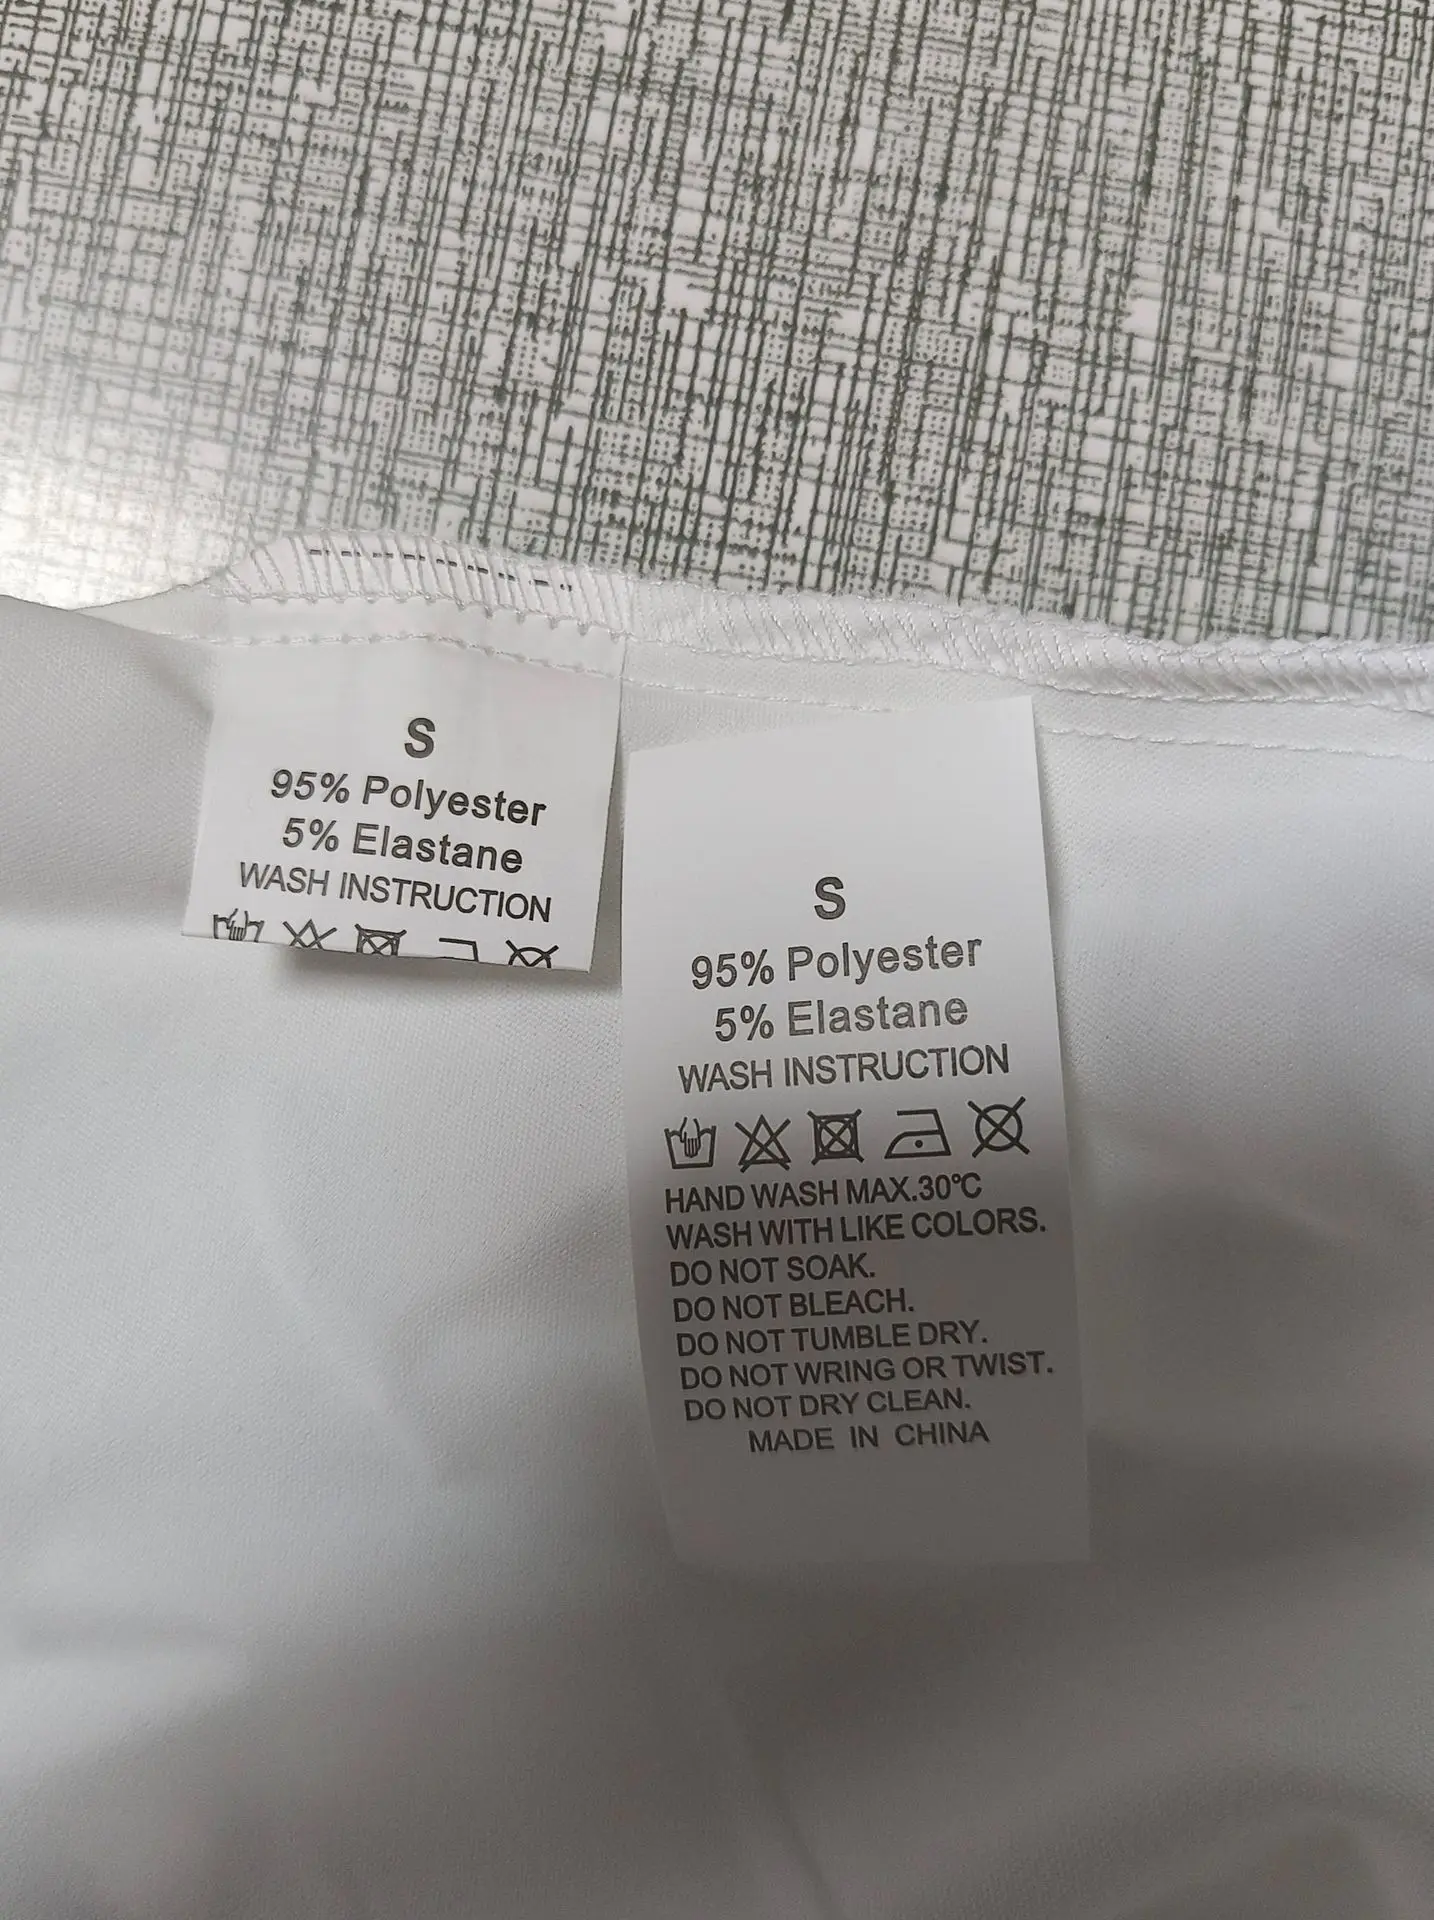 S
95% Polyester
5% Elastane
WASH INSTRUCTION
S
95% Polyester
5% Elastane
WASH INSTRUCTION
HAND WASH MAX.30℃
WASH WITH LIKE COLORS.
DO NOT SOAK.
DO NOT BLEACH.
DO NOT TUMBLE DRY.
DO NOT WRING OR TWIST.
DO NOT DRY CLEAN.
MADE IN CHINA